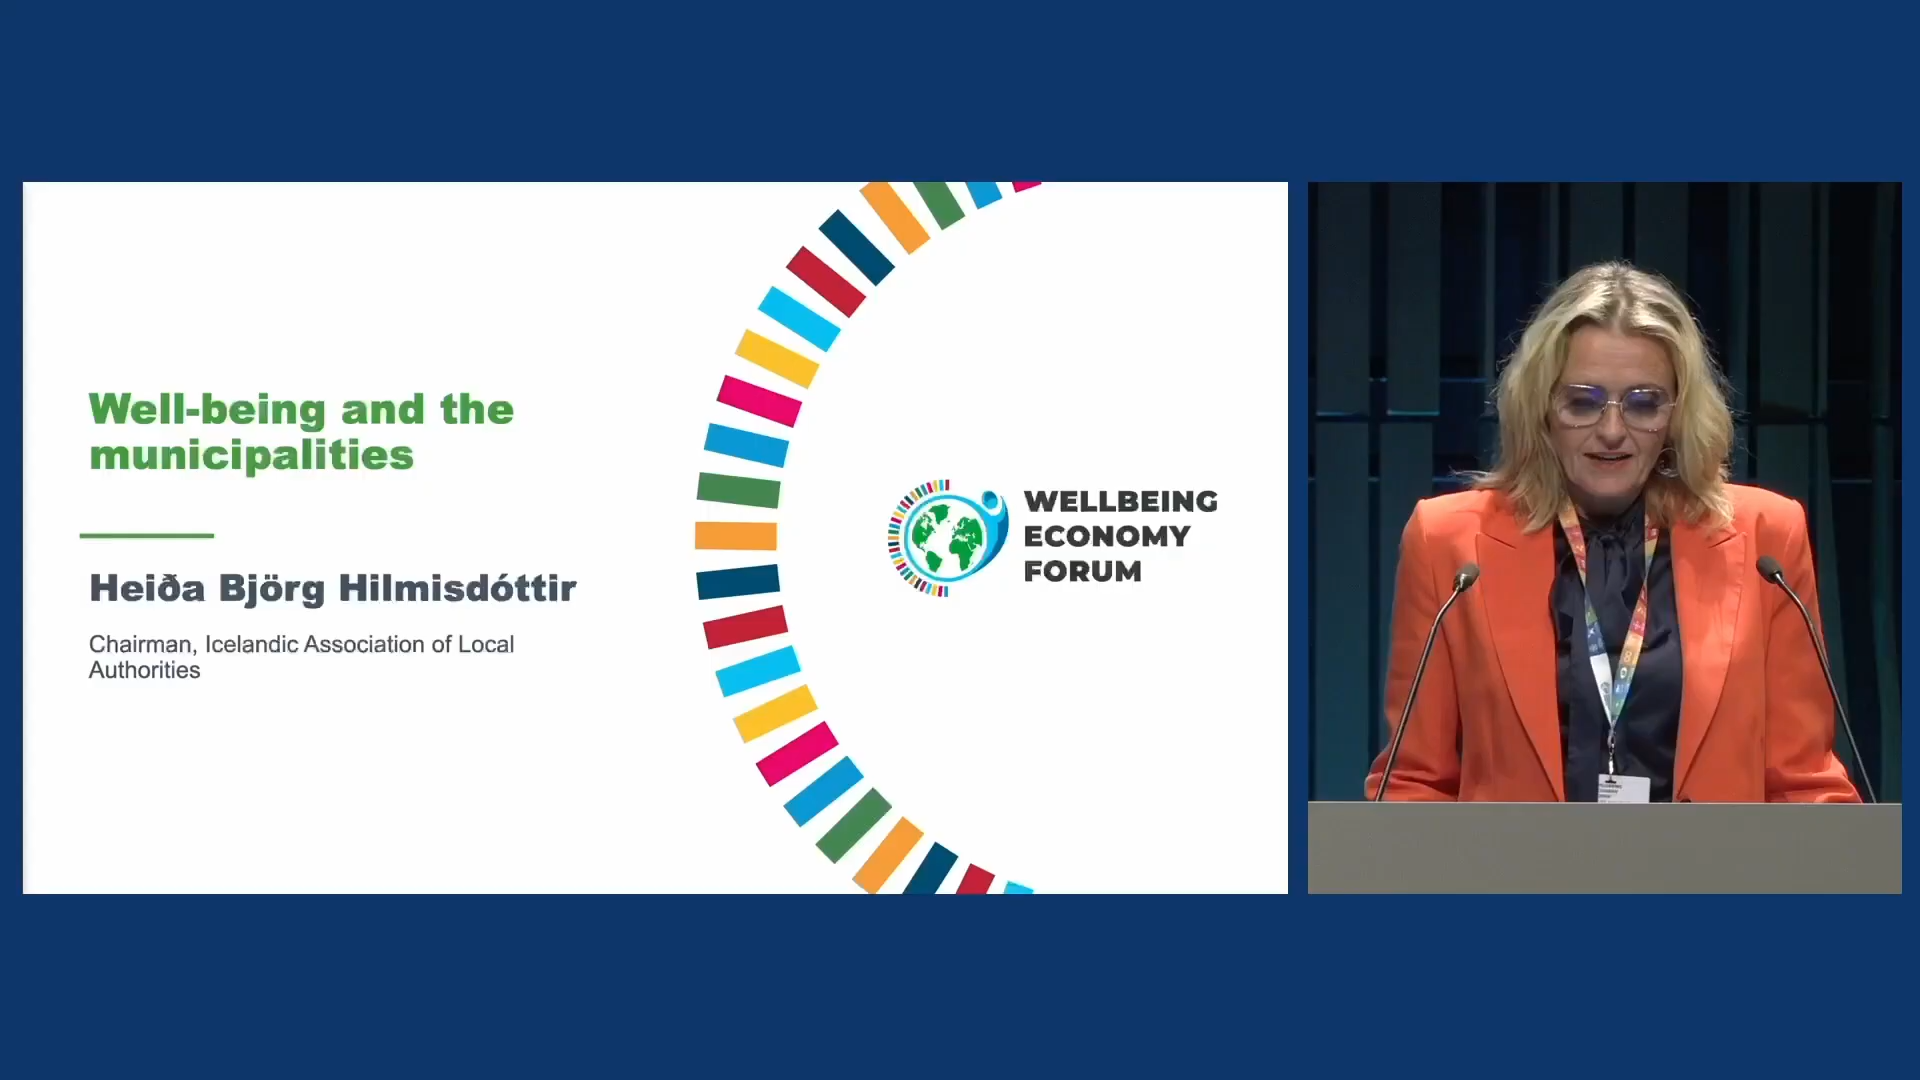 Well-being and the
municipalities
Heiða Björg Hilmisdóttir
Chairman, Icelandic Association of Local
Authorities
WELLBEING
ECONOMY
FORUM